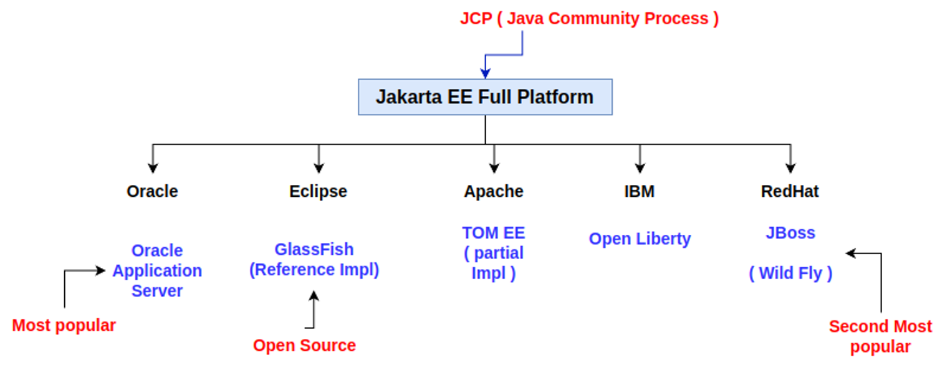 JCP ( Java Community Process )
Jakarta EE Full Platform
Oracle
Eclipse
Apache
IBM
RedHat
Oracle
Application
Server
GlassFish
(Reference Impl)
TOM EE
( partial
Impl )
Open Liberty
JBoss
( Wild Fly )
Most popular
Open Source
Second Most
popular